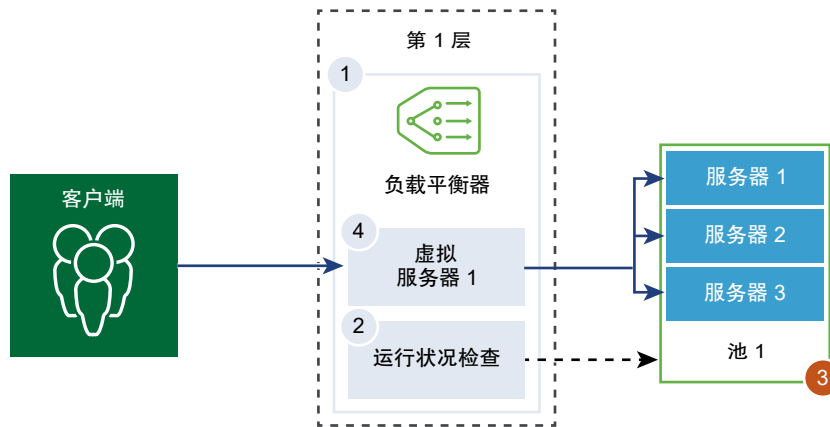 第 1 层
1
负载平衡器
客户端
4
虚拟
服务器 1
2
运行状况检查
服务器 1
服务器 2
服务器 3
池 1
3